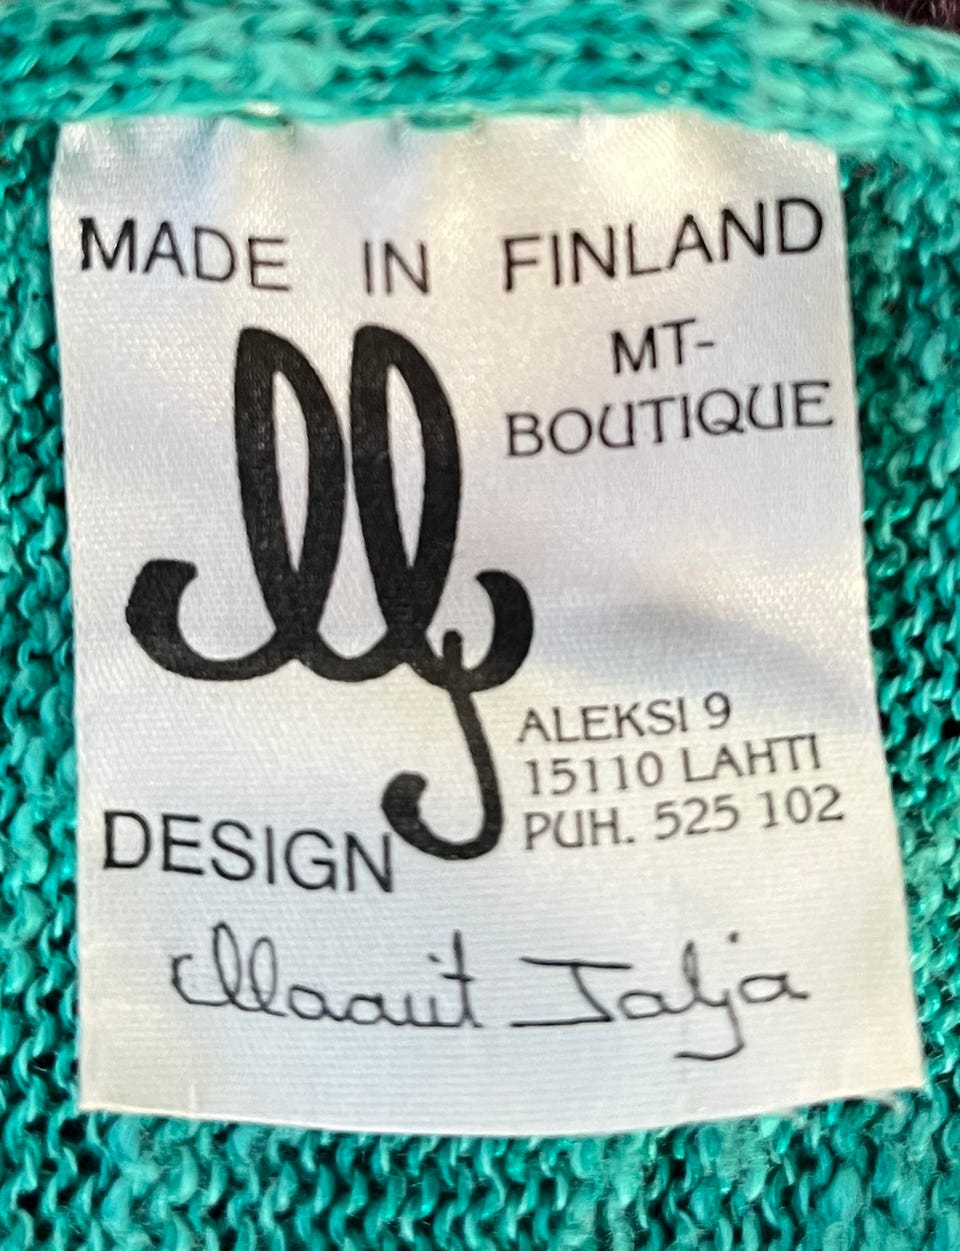 MADE IN FINLAND
MT-
BOUTIQUE
ALEKSI 9
15110 LAHTI
PUH. 525 102
DESIGN
Maarit Talja